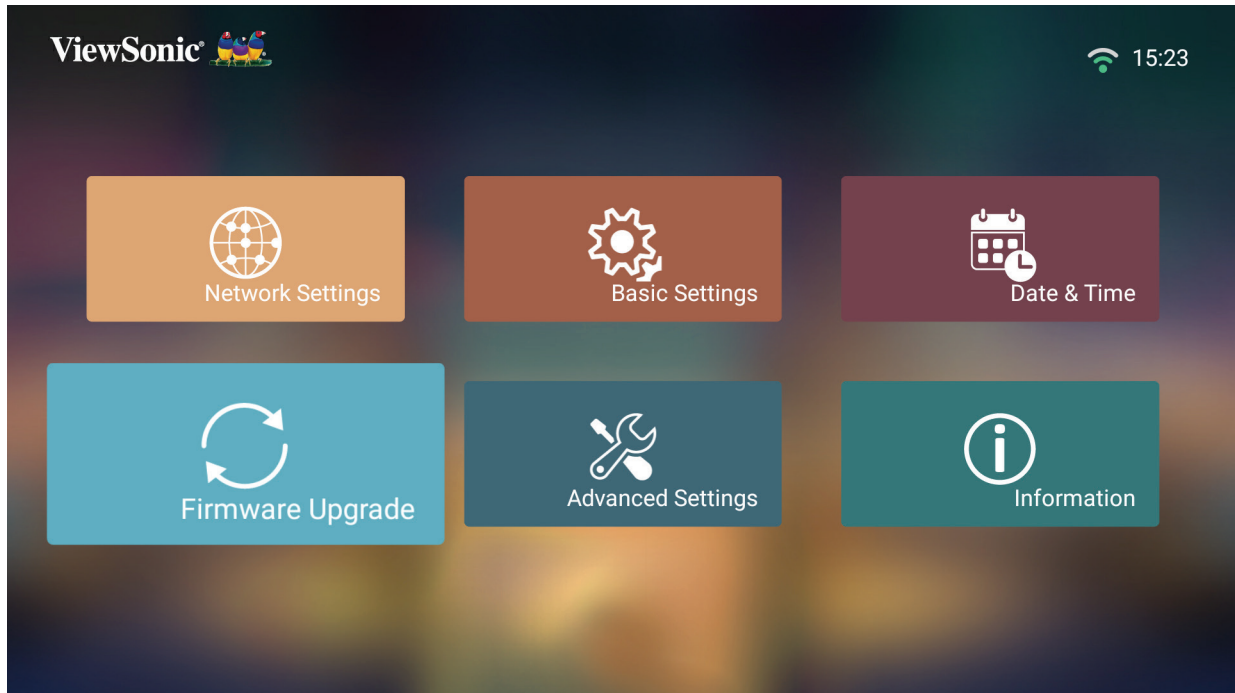 ViewSonic®
15:23
Network Settings
Basic Settings
Date & Time
Firmware Upgrade
Advanced Settings
Information